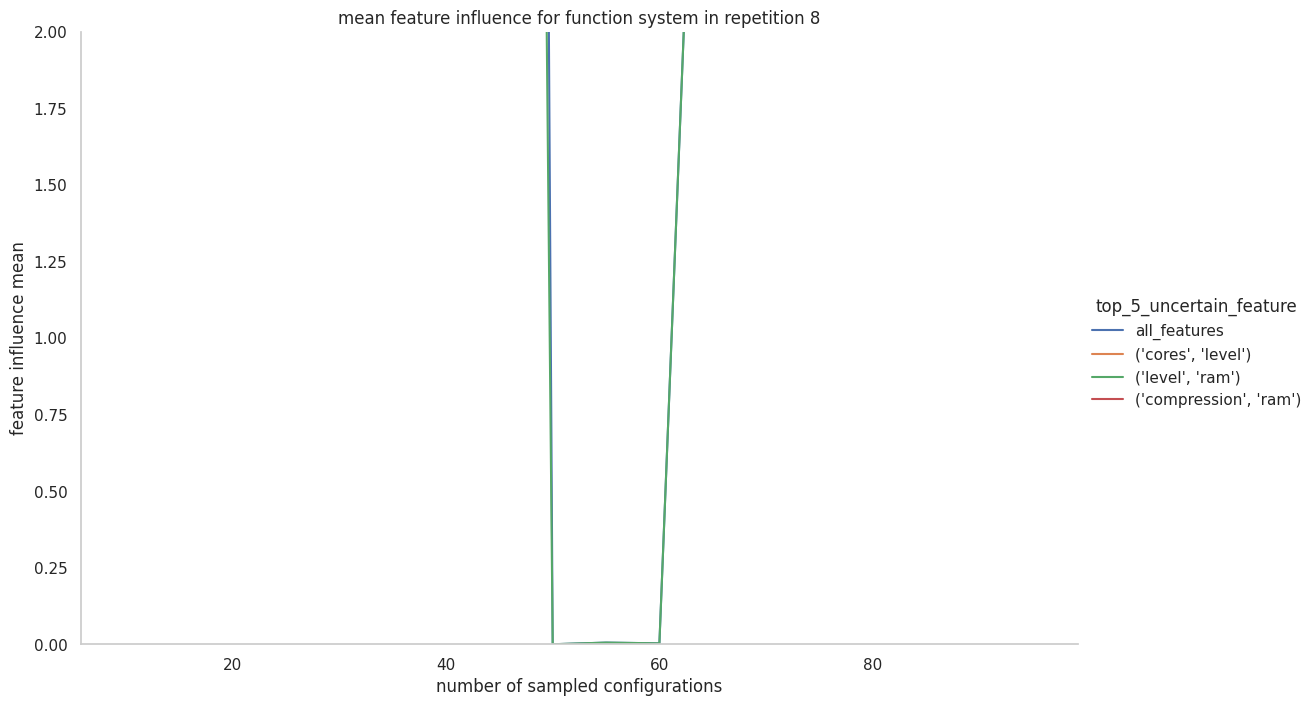 mean feature influence for function system in repetition 8
2.00
1.75
1.50
1.25
1.00
0.75
0.50
0.25
0.00
feature influence mean
20 40 60 80
number of sampled configurations
top_5_uncertain_feature
all_features
('cores', 'level')
('level', 'ram')
('compression', 'ram')